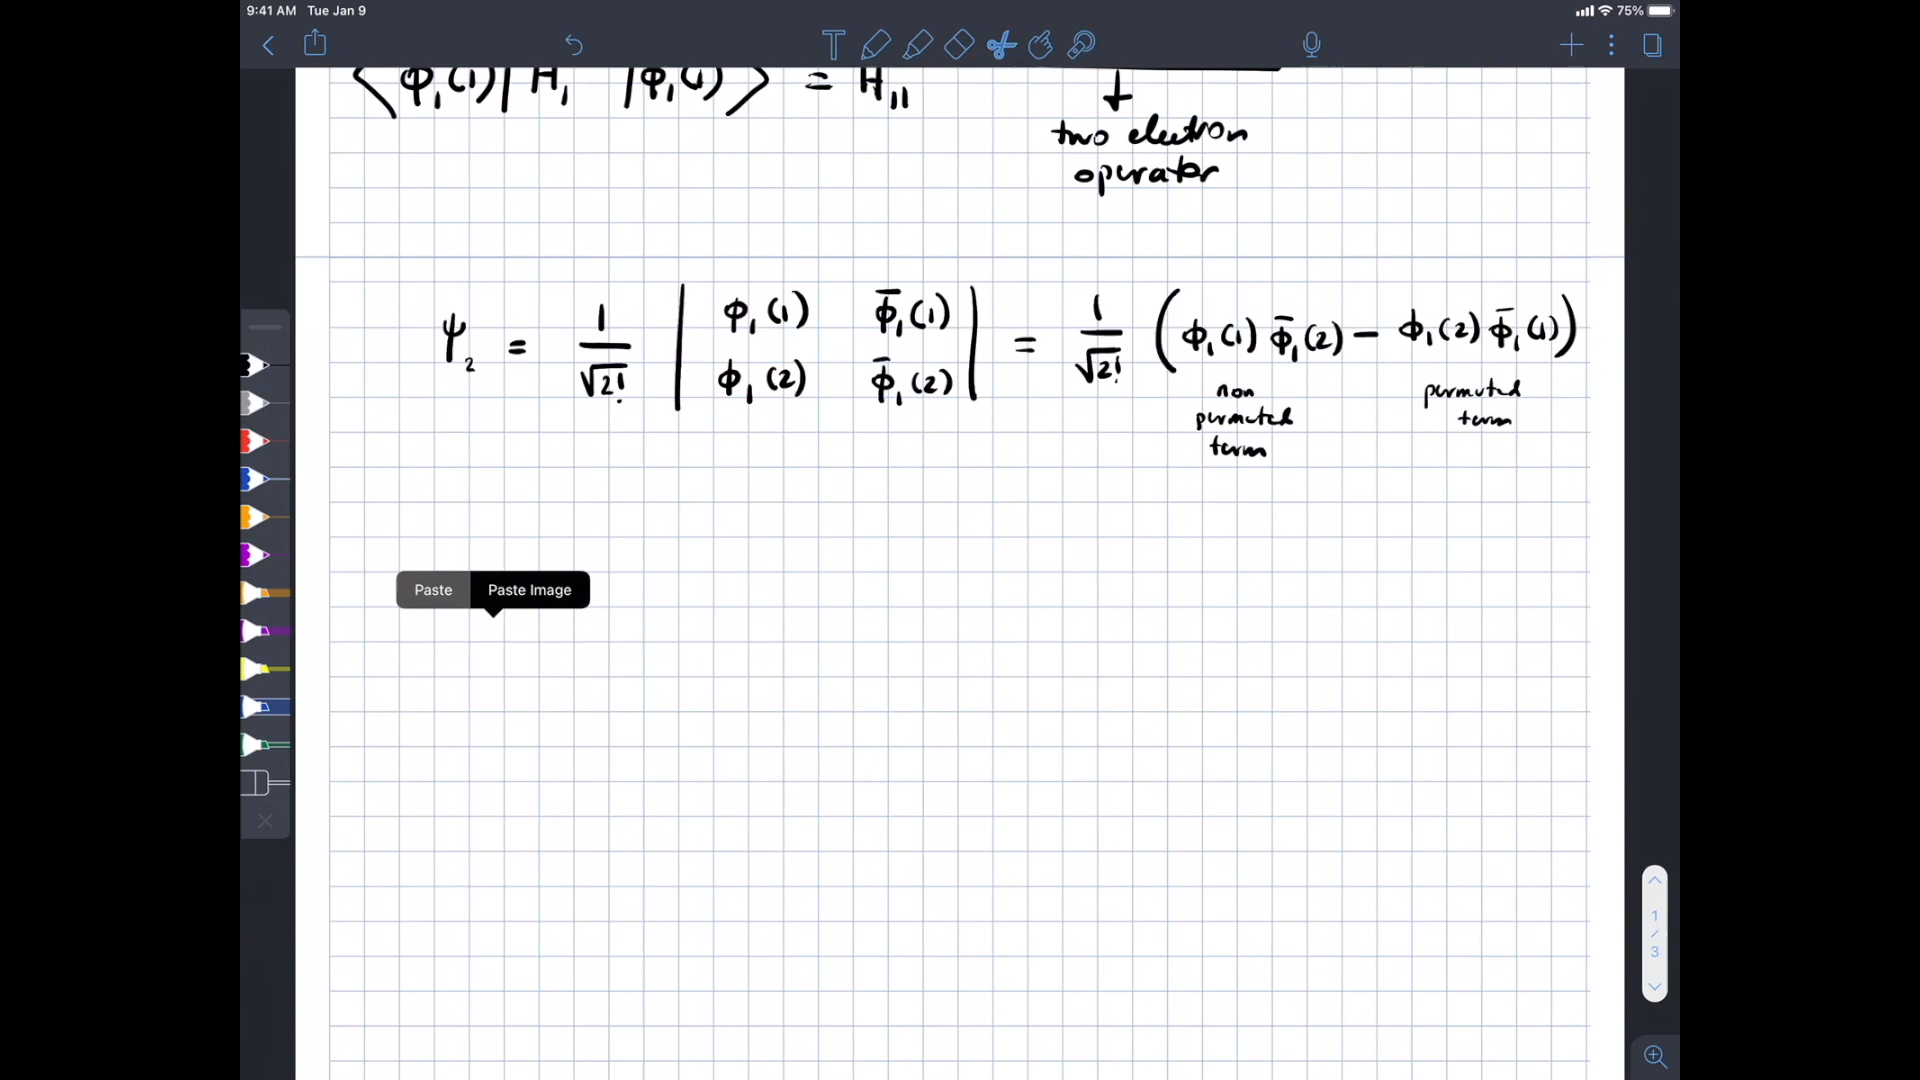 9:41 AM Tue Jan 9
75%
⟨ϕ₁(1)| H₁ |ϕ₁(1)⟩ = H₁₁
two electron
operator
ψ₂ = 1/√2! | ϕ₁(1) ϕ̄₁(1) | = 1/√2! (ϕ₁(1) ϕ̄₁(2) − ϕ₁(2) ϕ̄₁(1))
ϕ₁(2) ϕ̄₁(2)
non
permuted
term
permuted
term
Paste
Paste Image
1
/
3